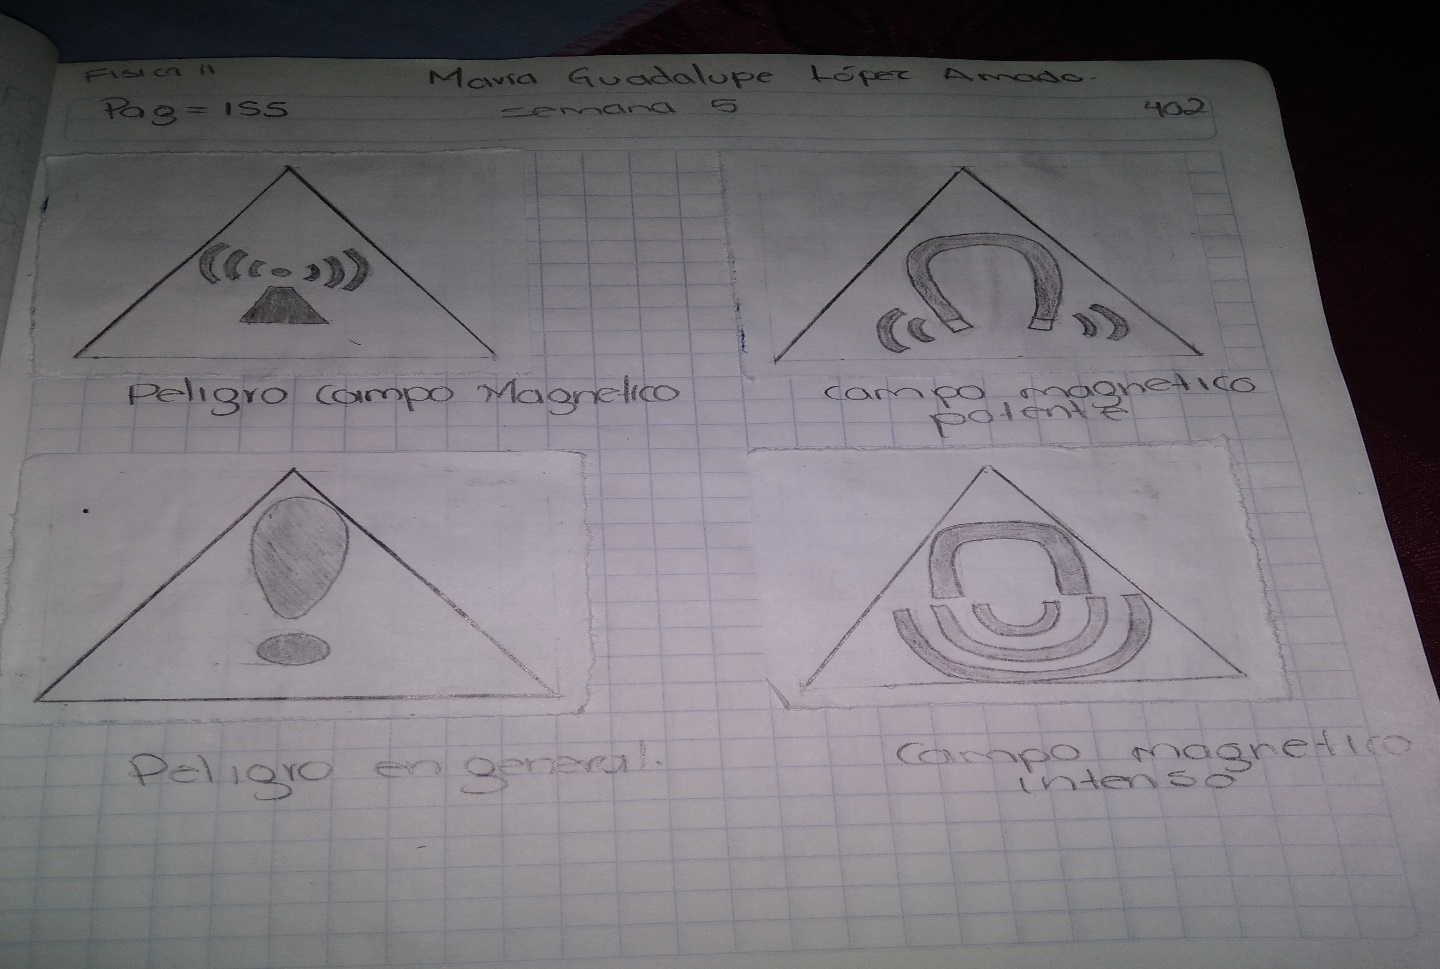 Fisica II
María Guadalupe López Amado.
Pag = 155
semana 5
402
Peligro campo Magnetico
campo magnetico
potente
Peligro en general.
campo magnetico
intenso